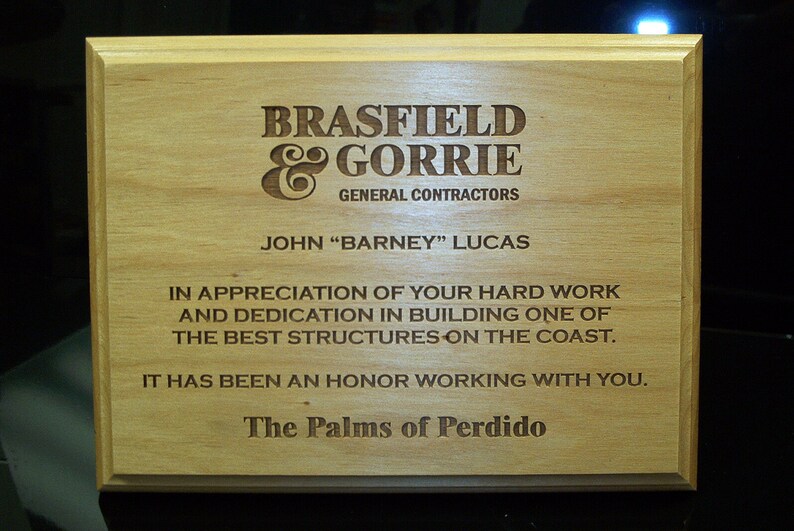 BRASFIELD
& GORRIE
GENERAL CONTRACTORS
JOHN “BARNEY” LUCAS
IN APPRECIATION OF YOUR HARD WORK
AND DEDICATION IN BUILDING ONE OF
THE BEST STRUCTURES ON THE COAST.
IT HAS BEEN AN HONOR WORKING WITH YOU.
The Palms of Perdido